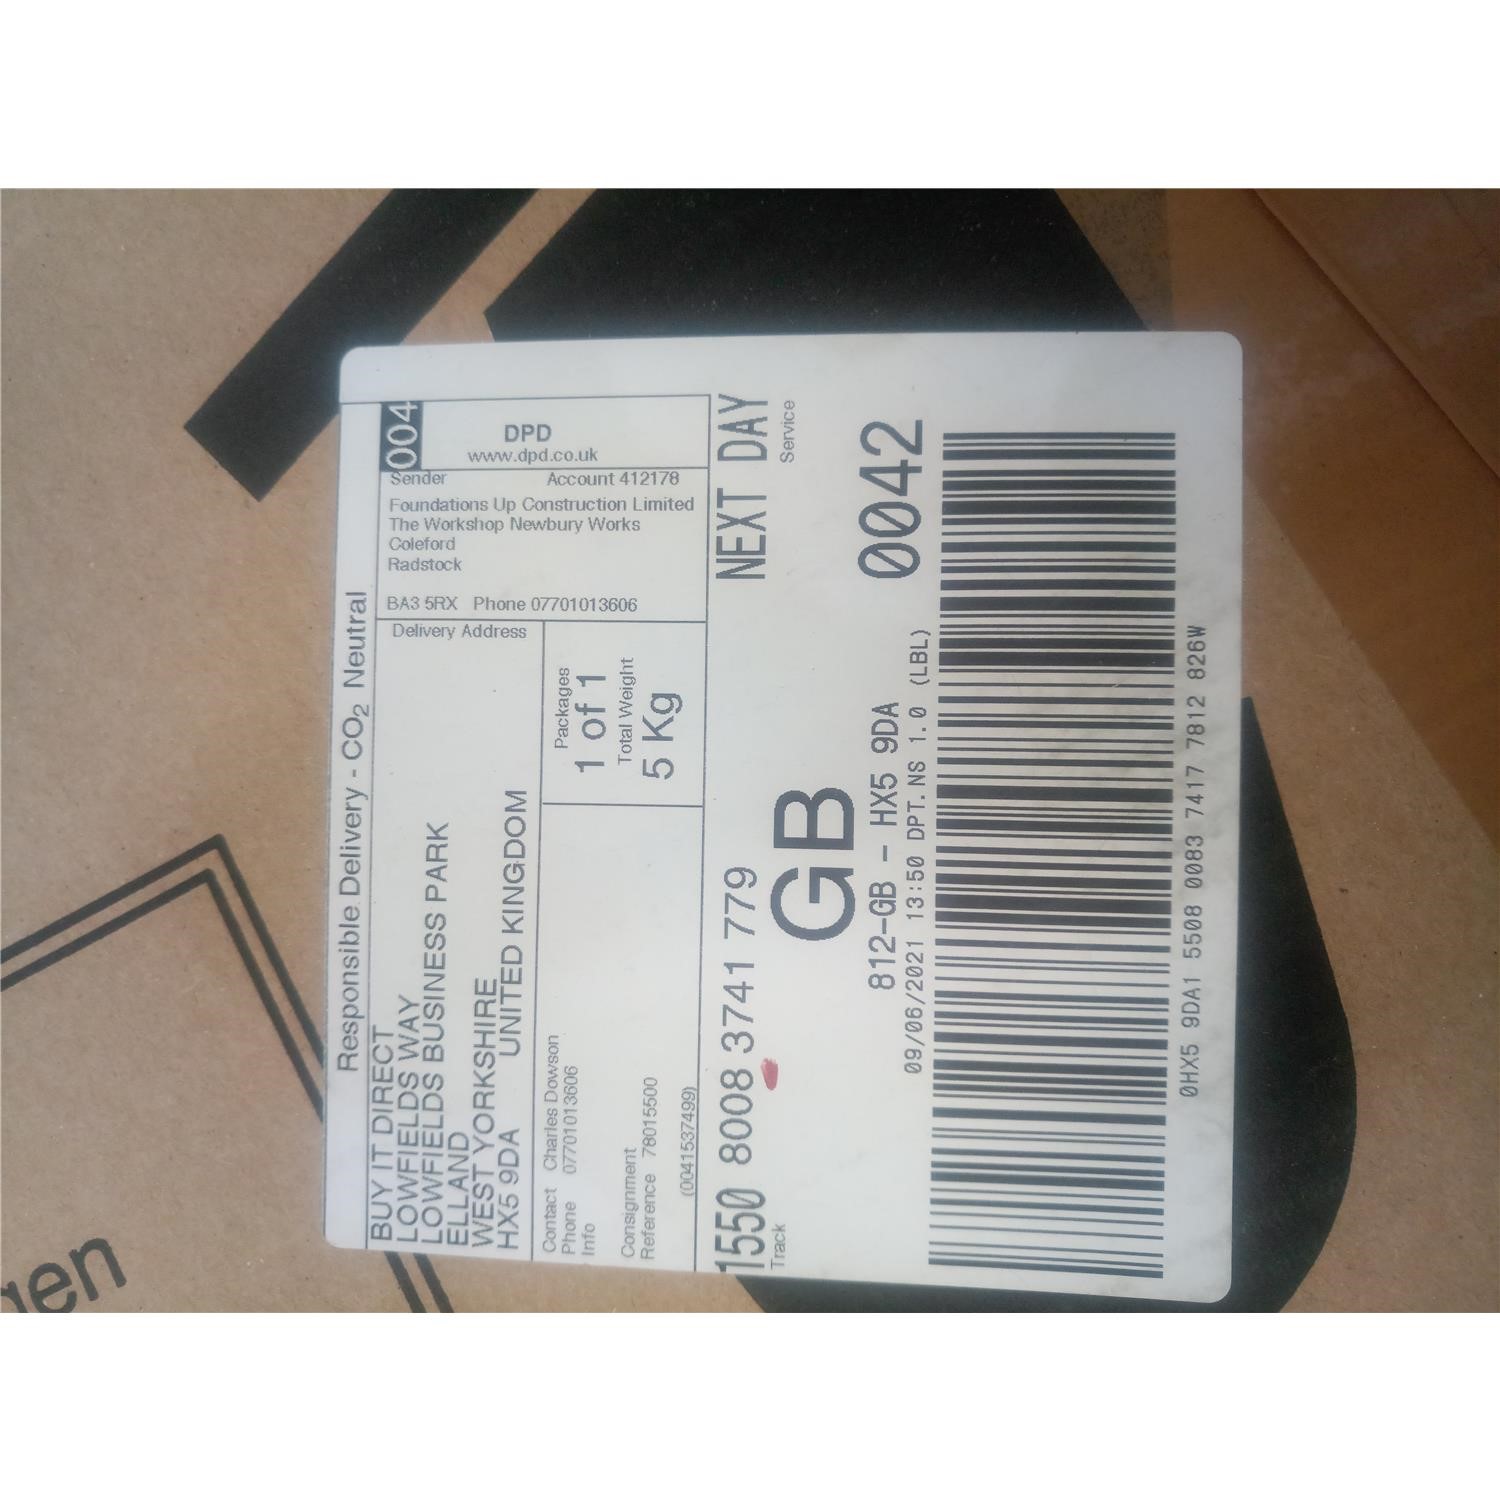 Responsible Delivery - CO2 Neutral
BUY IT DIRECT
LOWFIELDS WAY
LOWFIELDS BUSINESS PARK
ELLAND
WEST YORKSHIRE
HX5 9DA UNITED KINGDOM
Delivery Address
004
DPD
www.dpd.co.uk
Sender Account 412178
Foundations Up Construction Limited
The Workshop Newbury Works
Coleford
Radstock
BA3 5RX Phone 07701013606
Contact Charles Dowson
Phone 07701013606
Info
Consignment
Reference 78015500
(0041537499)
Packages
1 of 1
Total Weight
5 Kg
1550 8008 3741 779
Track
NEXT DAY
Service
GB
0042
812-GB - HX5 9DA
09/06/2021 13:50 DPT.NS 1.0 (LBL)
0HX5 9DA1 5508 0083 7417 7812 826W